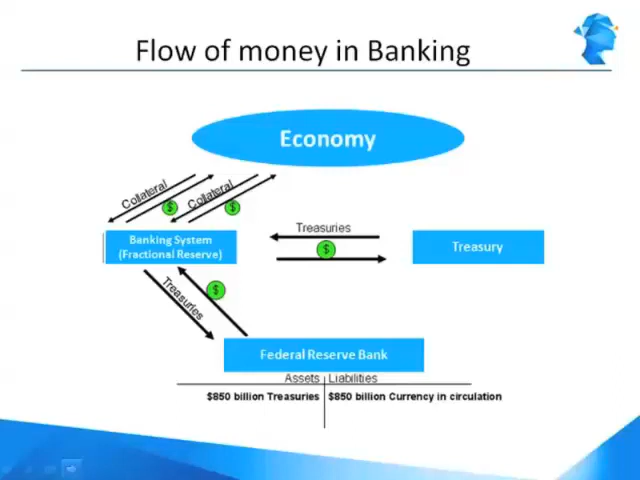 Flow of money in Banking
Economy
Collateral
$
Collateral
$
Banking System
(Fractional Reserve)
Treasuries
$
Treasury
Treasuries
$
Federal Reserve Bank
Assets Liabilities
$850 billion Treasuries $850 billion Currency in circulation